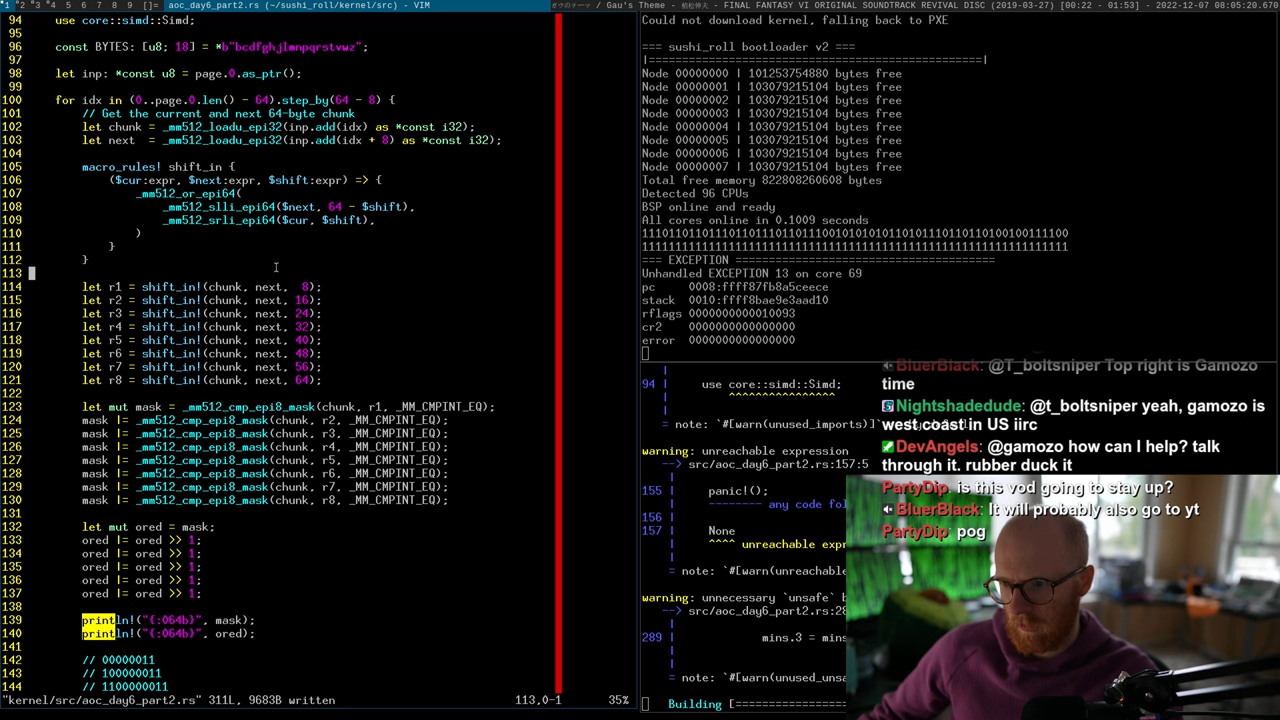 1 2 3 4 5 6 7 8 9 []= aoc_day6_part2.rs (~/sushi_roll/kernel/src) - VIM
/ Gau's Theme - 植松伸夫 - FINAL FANTASY VI ORIGINAL SOUNDTRACK REVIVAL DISC (2019-03-27) [00:22 - 01:53] - 2022-12-07 08:05:20.670
94 use core::simd::Simd;
95
96 const BYTES: [u8; 18] = *b"bcdfghjlmnpqrstvwz";
97
98 let inp: *const u8 = page.0.as_ptr();
99
100 for idx in (0..page.0.len() - 64).step_by(64 - 8) {
101 // Get the current and next 64-byte chunk
102 let chunk = _mm512_loadu_epi32(inp.add(idx) as *const i32);
103 let next = _mm512_loadu_epi32(inp.add(idx + 8) as *const i32);
104
105 macro_rules! shift_in {
106 ($cur:expr, $next:expr, $shift:expr) => {
107 _mm512_or_epi64(
108 _mm512_slli_epi64($next, 64 - $shift),
109 _mm512_srli_epi64($cur, $shift),
110 )
111 }
112 }
113
114 let r1 = shift_in!(chunk, next, 8);
115 let r2 = shift_in!(chunk, next, 16);
116 let r3 = shift_in!(chunk, next, 24);
117 let r4 = shift_in!(chunk, next, 32);
118 let r5 = shift_in!(chunk, next, 40);
119 let r6 = shift_in!(chunk, next, 48);
120 let r7 = shift_in!(chunk, next, 56);
121 let r8 = shift_in!(chunk, next, 64);
122
123 let mut mask = _mm512_cmp_epi8_mask(chunk, r1, _MM_CMPINT_EQ);
124 mask |= _mm512_cmp_epi8_mask(chunk, r2, _MM_CMPINT_EQ);
125 mask |= _mm512_cmp_epi8_mask(chunk, r3, _MM_CMPINT_EQ);
126 mask |= _mm512_cmp_epi8_mask(chunk, r4, _MM_CMPINT_EQ);
127 mask |= _mm512_cmp_epi8_mask(chunk, r5, _MM_CMPINT_EQ);
128 mask |= _mm512_cmp_epi8_mask(chunk, r6, _MM_CMPINT_EQ);
129 mask |= _mm512_cmp_epi8_mask(chunk, r7, _MM_CMPINT_EQ);
130 mask |= _mm512_cmp_epi8_mask(chunk, r8, _MM_CMPINT_EQ);
131
132 let mut ored = mask;
133 ored |= ored >> 1;
134 ored |= ored >> 1;
135 ored |= ored >> 1;
136 ored |= ored >> 1;
137 ored |= ored >> 1;
138
139 println!("{:064b}", mask);
140 println!("{:064b}", ored);
141
142 // 00000011
143 // 100000011
144 // 1100000011
"kernel/src/aoc_day6_part2.rs" 311L, 9683B written 113,0-1 35%
Could not download kernel, falling back to PXE
=== sushi_roll bootloader v2 ===
|==================================================|
Node 00000000 | 101253754880 bytes free
Node 00000001 | 103079215104 bytes free
Node 00000002 | 103079215104 bytes free
Node 00000003 | 103079215104 bytes free
Node 00000004 | 103079215104 bytes free
Node 00000005 | 103079215104 bytes free
Node 00000006 | 103079215104 bytes free
Node 00000007 | 103079215104 bytes free
Total free memory 822808260608 bytes
Detected 96 CPUs
BSP online and ready
All cores online in 0.1009 seconds
=== EXCEPTION ===================================
Unhandled EXCEPTION 13 on core 69
pc 0008:ffff87fb8a5ceece
stack 0010:ffff8bae9e3aad10
rflags 0000000000010093
cr2 0000000000000000
error 0000000000000000
94 | use core::simd::Simd;
| ^^^^^^^^^^^^^^^^
= note: `#[warn(unused_imports)]`
warning: unreachable expression
--> src/aoc_day6_part2.rs:157:5
155 | panic!();
| -------- any code fol
156 |
157 | None
| ^^^^ unreachable expr
= note: `#[warn(unreachable
warning: unnecessary `unsafe` b
--> src/aoc_day6_part2.rs:28
289 | mins.3 = mins
= note: `#[warn(unused_unsa
Building [=====================
BluerBlack: @T_boltsniper Top right is Gamozo time
Nightshadedude: @t_boltsniper yeah, gamozo is west coast in US iirc
DevAngels: @gamozo how can I help? talk through it. rubber duck it
PartyDip: is this vod going to stay up?
BluerBlack: It will probably also go to yt
PartyDip: pog